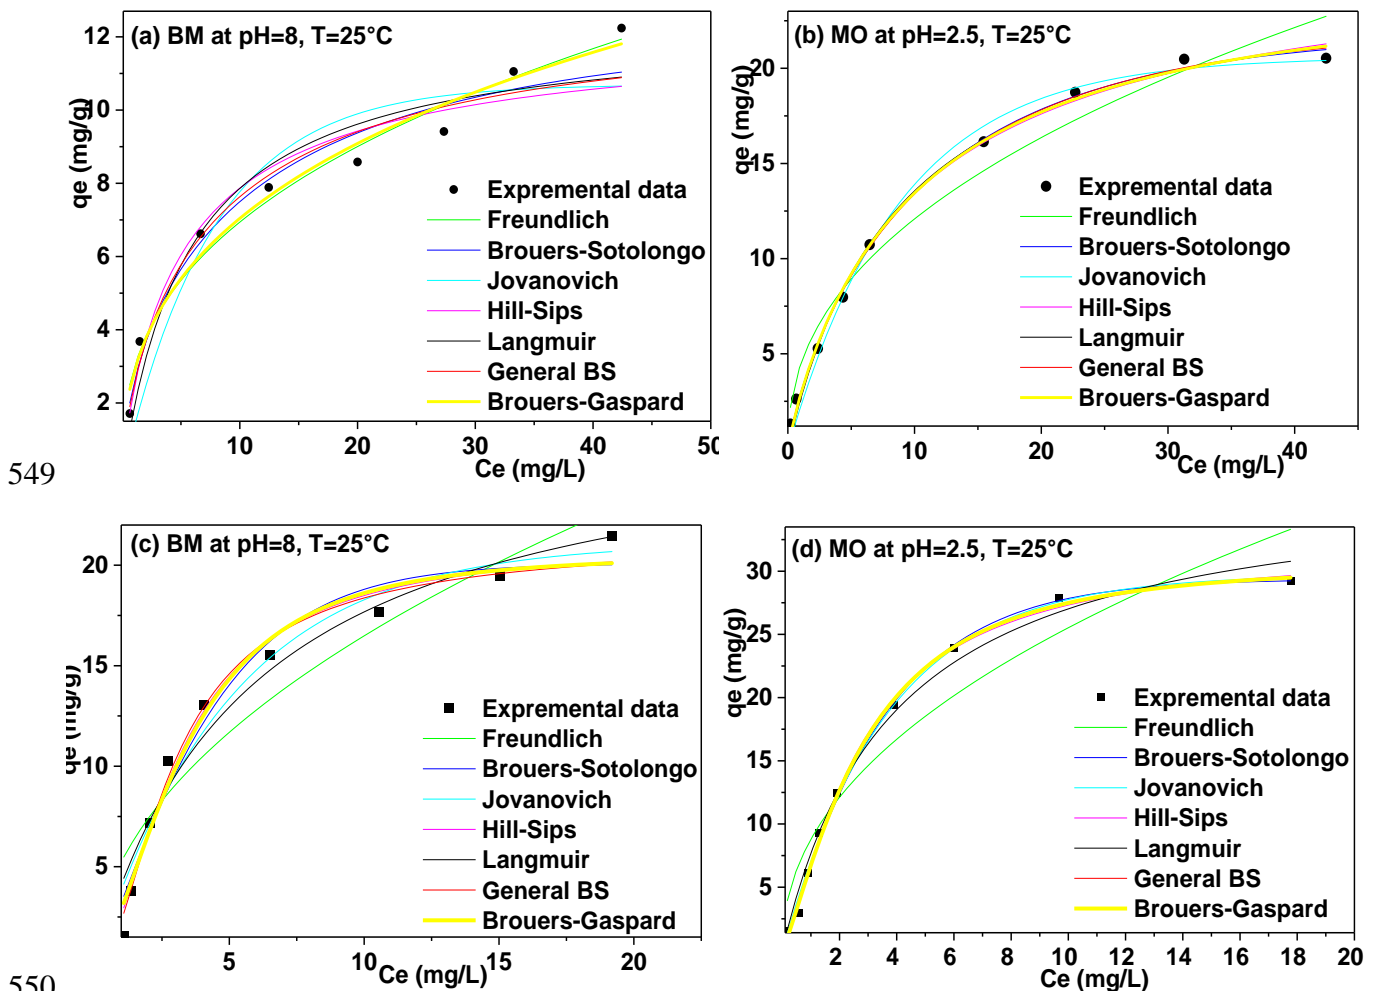 (a) BM at pH=8, T=25°C
qe (mg/g)
12
10
8
6
4
2
Expremental data
Freundlich
Brouers-Sotolongo
Jovanovich
Hill-Sips
Langmuir
General BS
Brouers-Gaspard
10
20
30
40
50
Ce (mg/L)
(b) MO at pH=2.5, T=25°C
qe (mg/g)
20
15
10
5
Expremental data
Freundlich
Brouers-Sotolongo
Jovanovich
Hill-Sips
Langmuir
General BS
Brouers-Gaspard
0
10
20
30
40
Ce (mg/L)
549
(c) BM at pH=8, T=25°C
qe (mg/g)
20
15
10
5
Expremental data
Freundlich
Brouers-Sotolongo
Jovanovich
Hill-Sips
Langmuir
General BS
Brouers-Gaspard
5
10
15
20
Ce (mg/L)
(d) MO at pH=2.5, T=25°C
qe (mg/g)
30
25
20
15
10
5
Expremental data
Freundlich
Brouers-Sotolongo
Jovanovich
Hill-Sips
Langmuir
General BS
Brouers-Gaspard
2
4
6
8
10
12
14
16
18
20
Ce (mg/L)
550